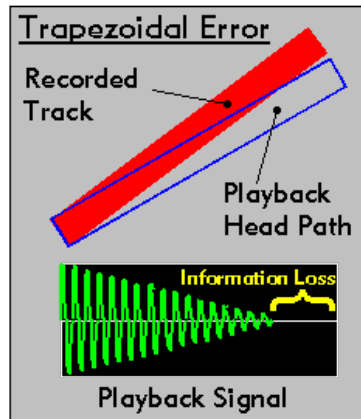 Trapezoidal Error
Recorded
Track
Playback
Head Path
Information Loss
Playback Signal